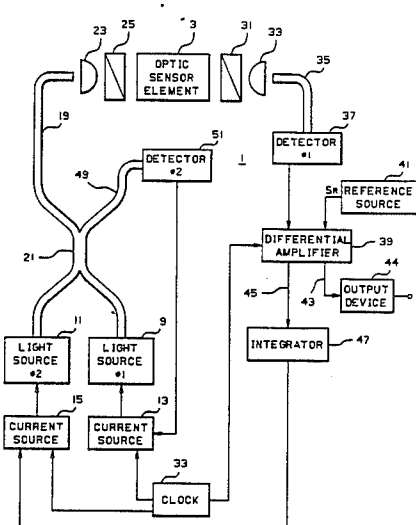 23
25
3
31
33
OPTIC
SENSOR
ELEMENT
35
19
37
51
DETECTOR
#2
1
DETECTOR
#1
49
41
SR
REFERENCE
SOURCE
DIFFERENTIAL
AMPLIFIER
39
21
44
45
43
OUTPUT
DEVICE
11
9
LIGHT
SOURCE
#2
LIGHT
SOURCE
#1
INTEGRATOR
47
15
13
CURRENT
SOURCE
CURRENT
SOURCE
33
CLOCK